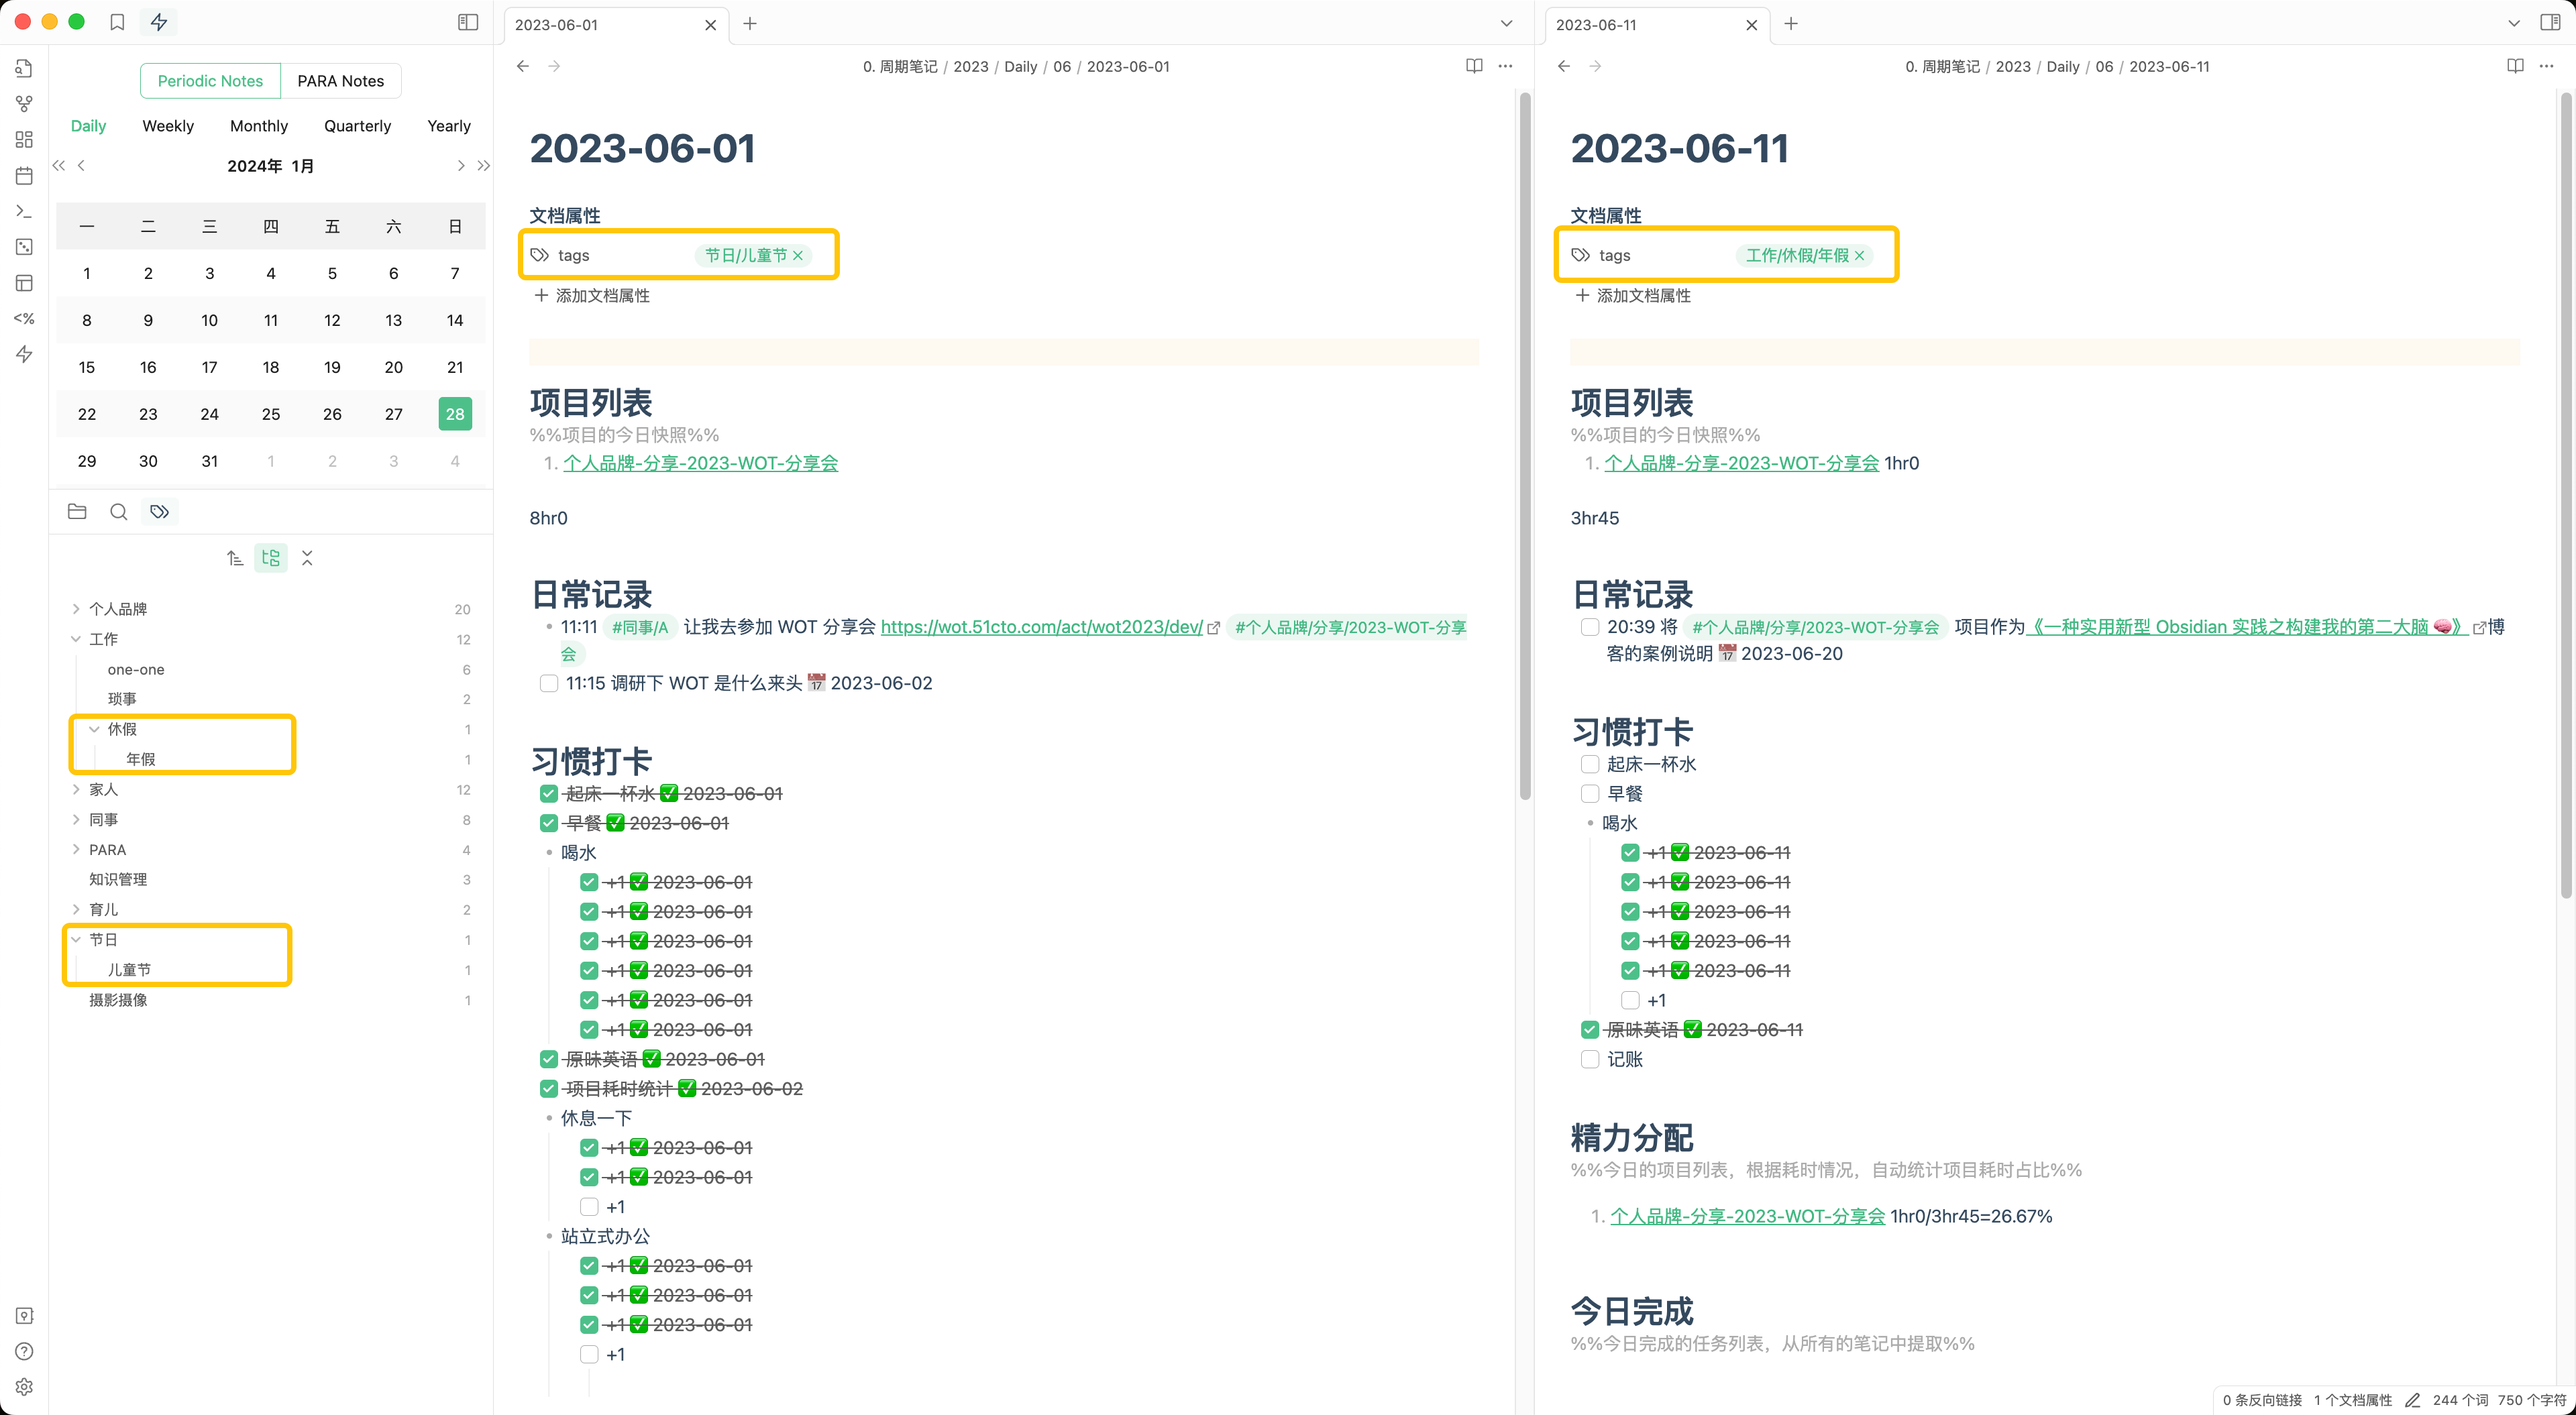 Periodic Notes PARA Notes
Daily Weekly Monthly Quarterly Yearly
2024年 1月
一 二 三 四 五 六 日
1 2 3 4 5 6 7
8 9 10 11 12 13 14
15 16 17 18 19 20 21
22 23 24 25 26 27 28
29 30 31 1 2 3 4
个人品牌 20
工作 12
one-one 6
琐事 2
休假 1
年假 1
家人 12
同事 8
PARA 4
知识管理 3
育儿 2
节日 1
儿童节 1
摄影摄像 1
<%
2023-06-01
0. 周期笔记 / 2023 / Daily / 06 / 2023-06-01
2023-06-01
文档属性
tags 节日/儿童节
添加文档属性
项目列表
%%项目的今日快照%%
1. 个人品牌-分享-2023-WOT-分享会
8hr0
日常记录
11:11 #同事/A 让我去参加 WOT 分享会 https://wot.51cto.com/act/wot2023/dev/ #个人品牌/分享/2023-WOT-分享
会
11:15 调研下 WOT 是什么来头 📅 2023-06-02
习惯打卡
起床一杯水 ✅ 2023-06-01
早餐 ✅ 2023-06-01
喝水
+1 ✅ 2023-06-01
+1 ✅ 2023-06-01
+1 ✅ 2023-06-01
+1 ✅ 2023-06-01
+1 ✅ 2023-06-01
+1 ✅ 2023-06-01
原味英语 ✅ 2023-06-01
项目耗时统计 ✅ 2023-06-02
休息一下
+1 ✅ 2023-06-01
+1 ✅ 2023-06-01
+1
站立式办公
+1 ✅ 2023-06-01
+1 ✅ 2023-06-01
+1 ✅ 2023-06-01
+1
2023-06-11
0. 周期笔记 / 2023 / Daily / 06 / 2023-06-11
2023-06-11
文档属性
tags 工作/休假/年假
添加文档属性
项目列表
%%项目的今日快照%%
1. 个人品牌-分享-2023-WOT-分享会 1hr0
3hr45
日常记录
20:39 将 #个人品牌/分享/2023-WOT-分享会 项目作为《一种实用新型 Obsidian 实践之构建我的第二大脑 🧠》博
客的案例说明 📅 2023-06-20
习惯打卡
起床一杯水
早餐
喝水
+1 ✅ 2023-06-11
+1 ✅ 2023-06-11
+1 ✅ 2023-06-11
+1 ✅ 2023-06-11
+1 ✅ 2023-06-11
+1
原味英语 ✅ 2023-06-11
记账
精力分配
%%今日的项目列表，根据耗时情况，自动统计项目耗时占比%%
1. 个人品牌-分享-2023-WOT-分享会 1hr0/3hr45=26.67%
今日完成
%%今日完成的任务列表，从所有的笔记中提取%%
0 条反向链接 1 个文档属性 244 个词 750 个字符